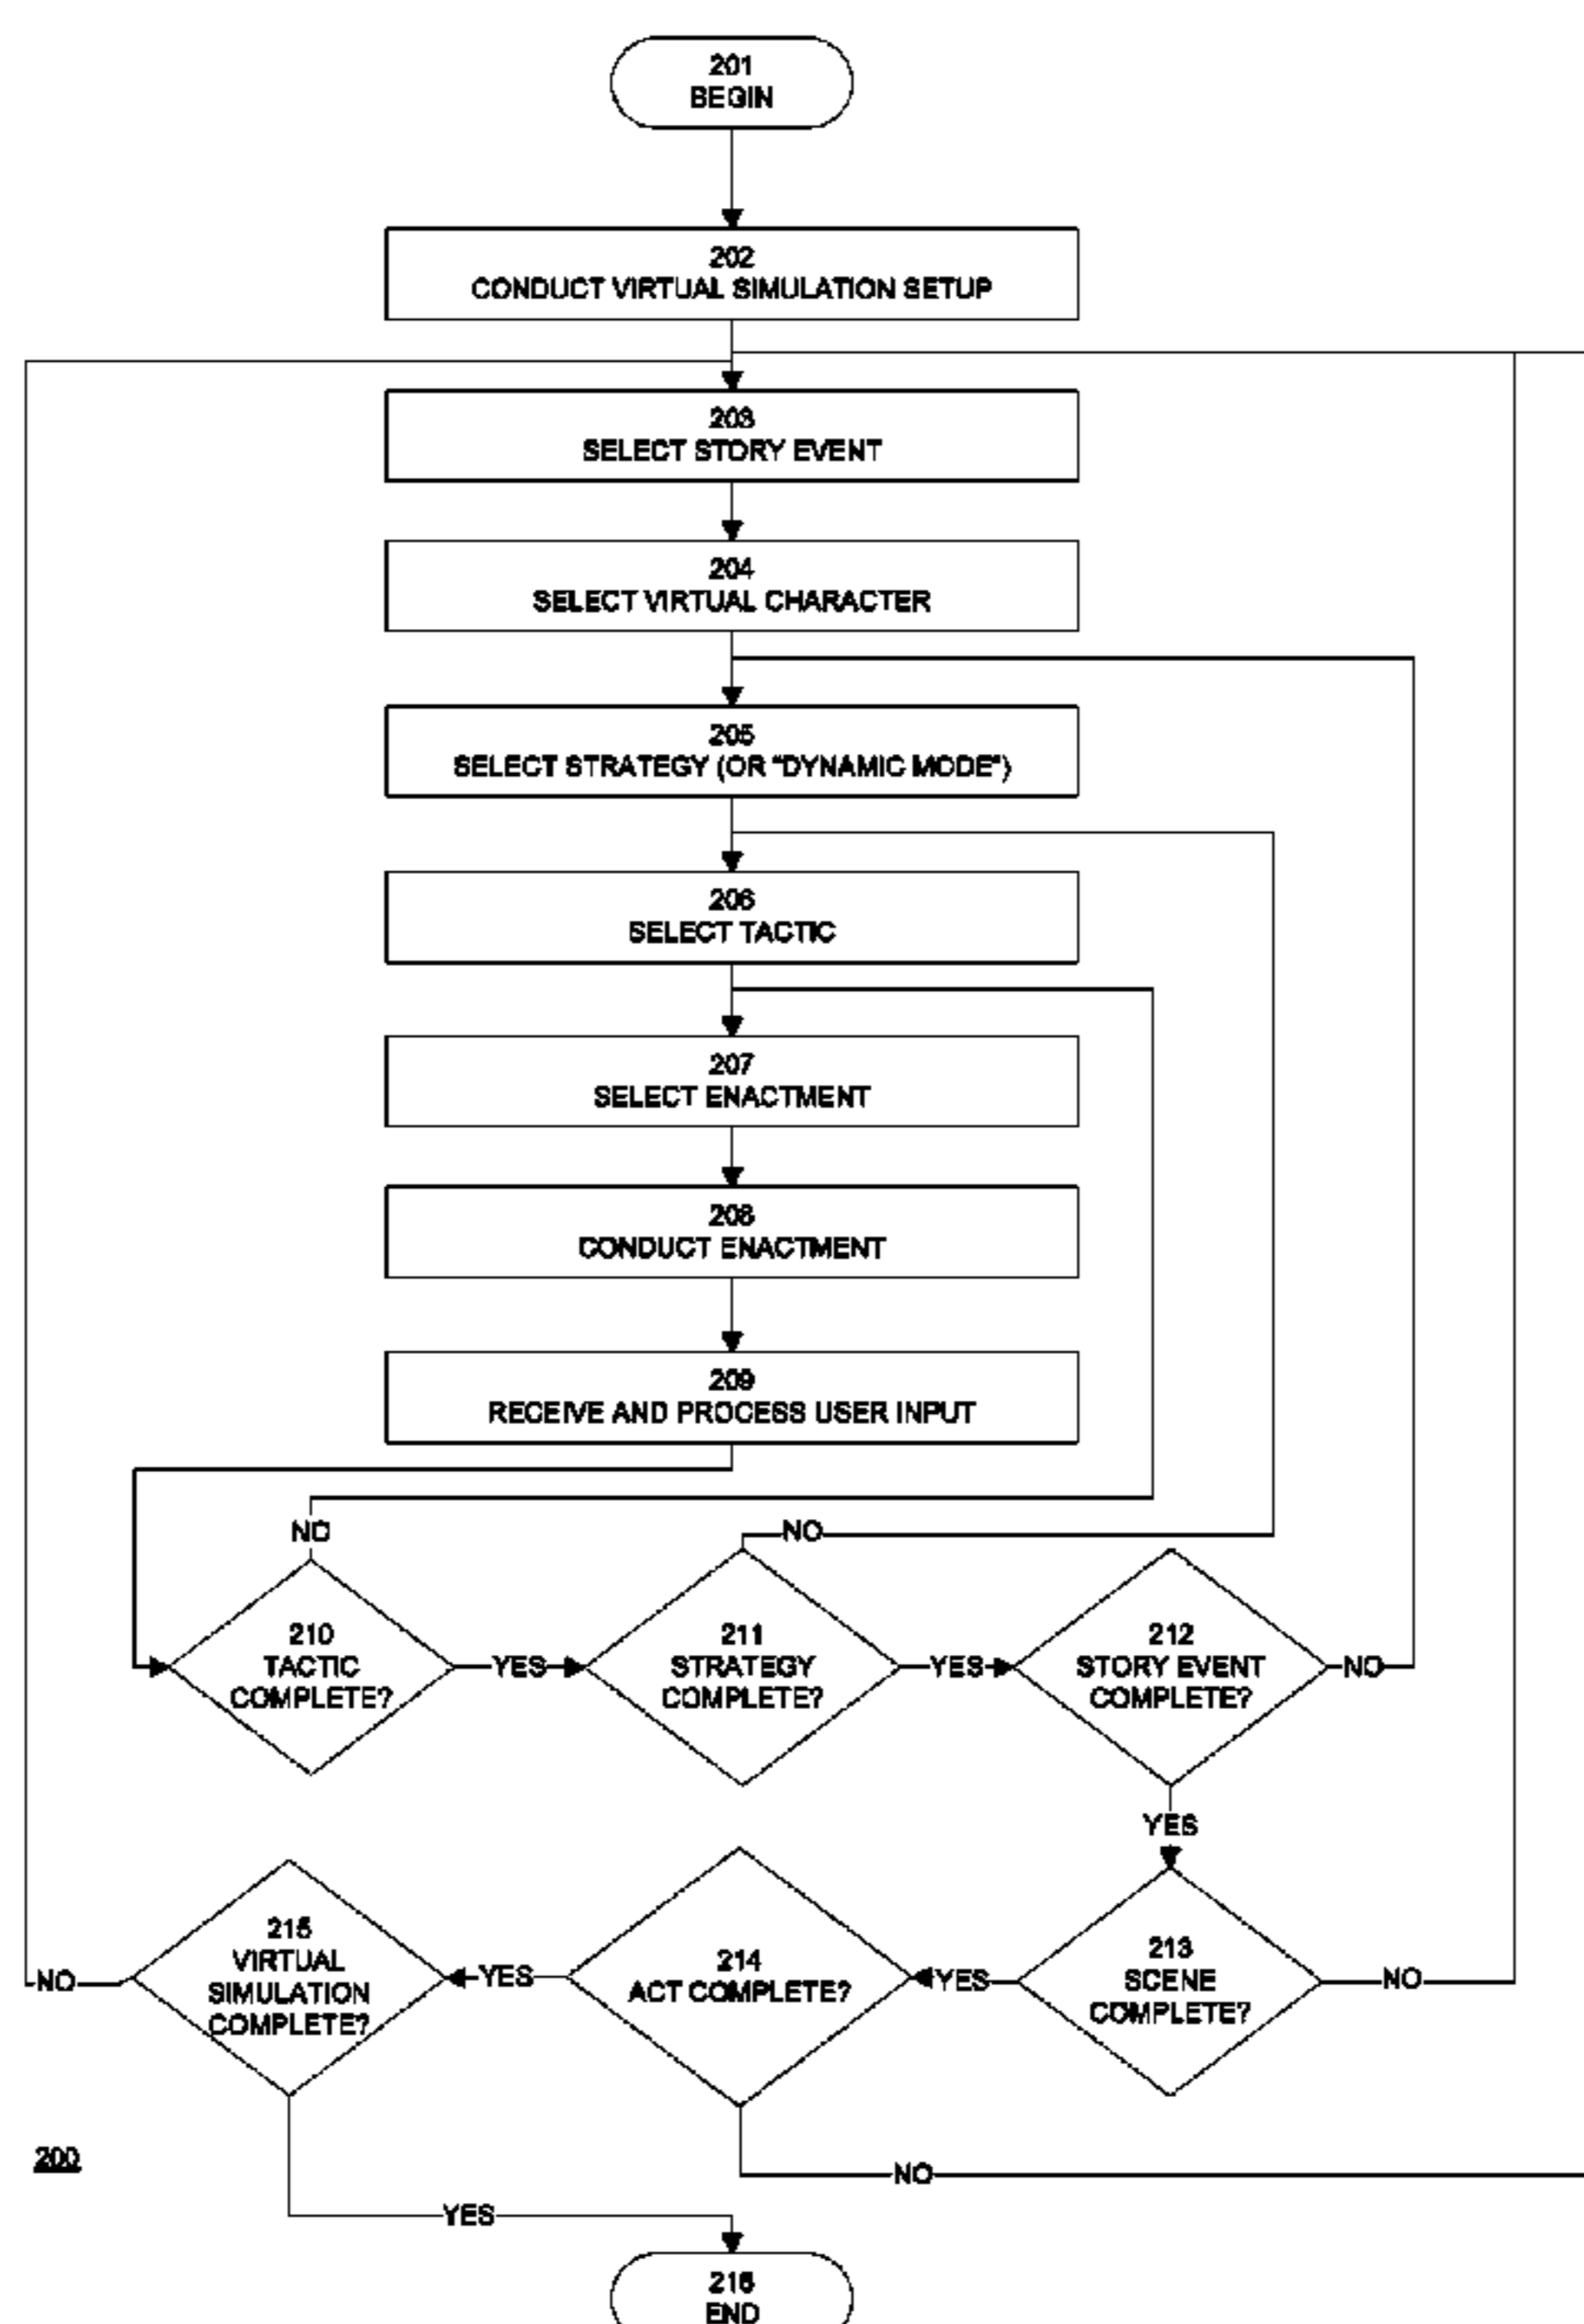 201
BEGIN
202
CONDUCT VIRTUAL SIMULATION SETUP
203
SELECT STORY EVENT
204
SELECT VIRTUAL CHARACTER
205
SELECT STRATEGY (OR "DYNAMIC MODE")
206
SELECT TACTIC
207
SELECT ENACTMENT
208
CONDUCT ENACTMENT
209
RECEIVE AND PROCESS USER INPUT
NO
NO
210
TACTIC
COMPLETE?
YES
211
STRATEGY
COMPLETE?
YES
212
STORY EVENT
COMPLETE?
NO
YES
NO
215
VIRTUAL
SIMULATION
COMPLETE?
YES
214
ACT COMPLETE?
YES
213
SCENE
COMPLETE?
NO
200
NO
YES
216
END